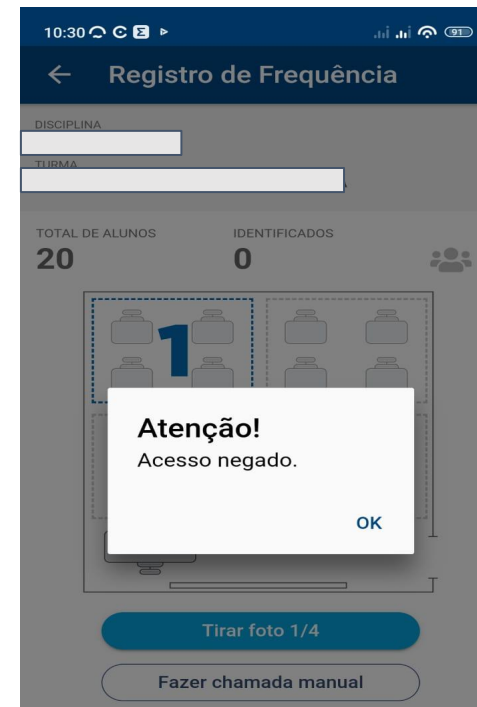 10:30
91
Registro de Frequência
DISCIPLINA
TURMA
TOTAL DE ALUNOS IDENTIFICADOS
20 0
1
Atenção!
Acesso negado.
OK
Tirar foto 1/4
Fazer chamada manual